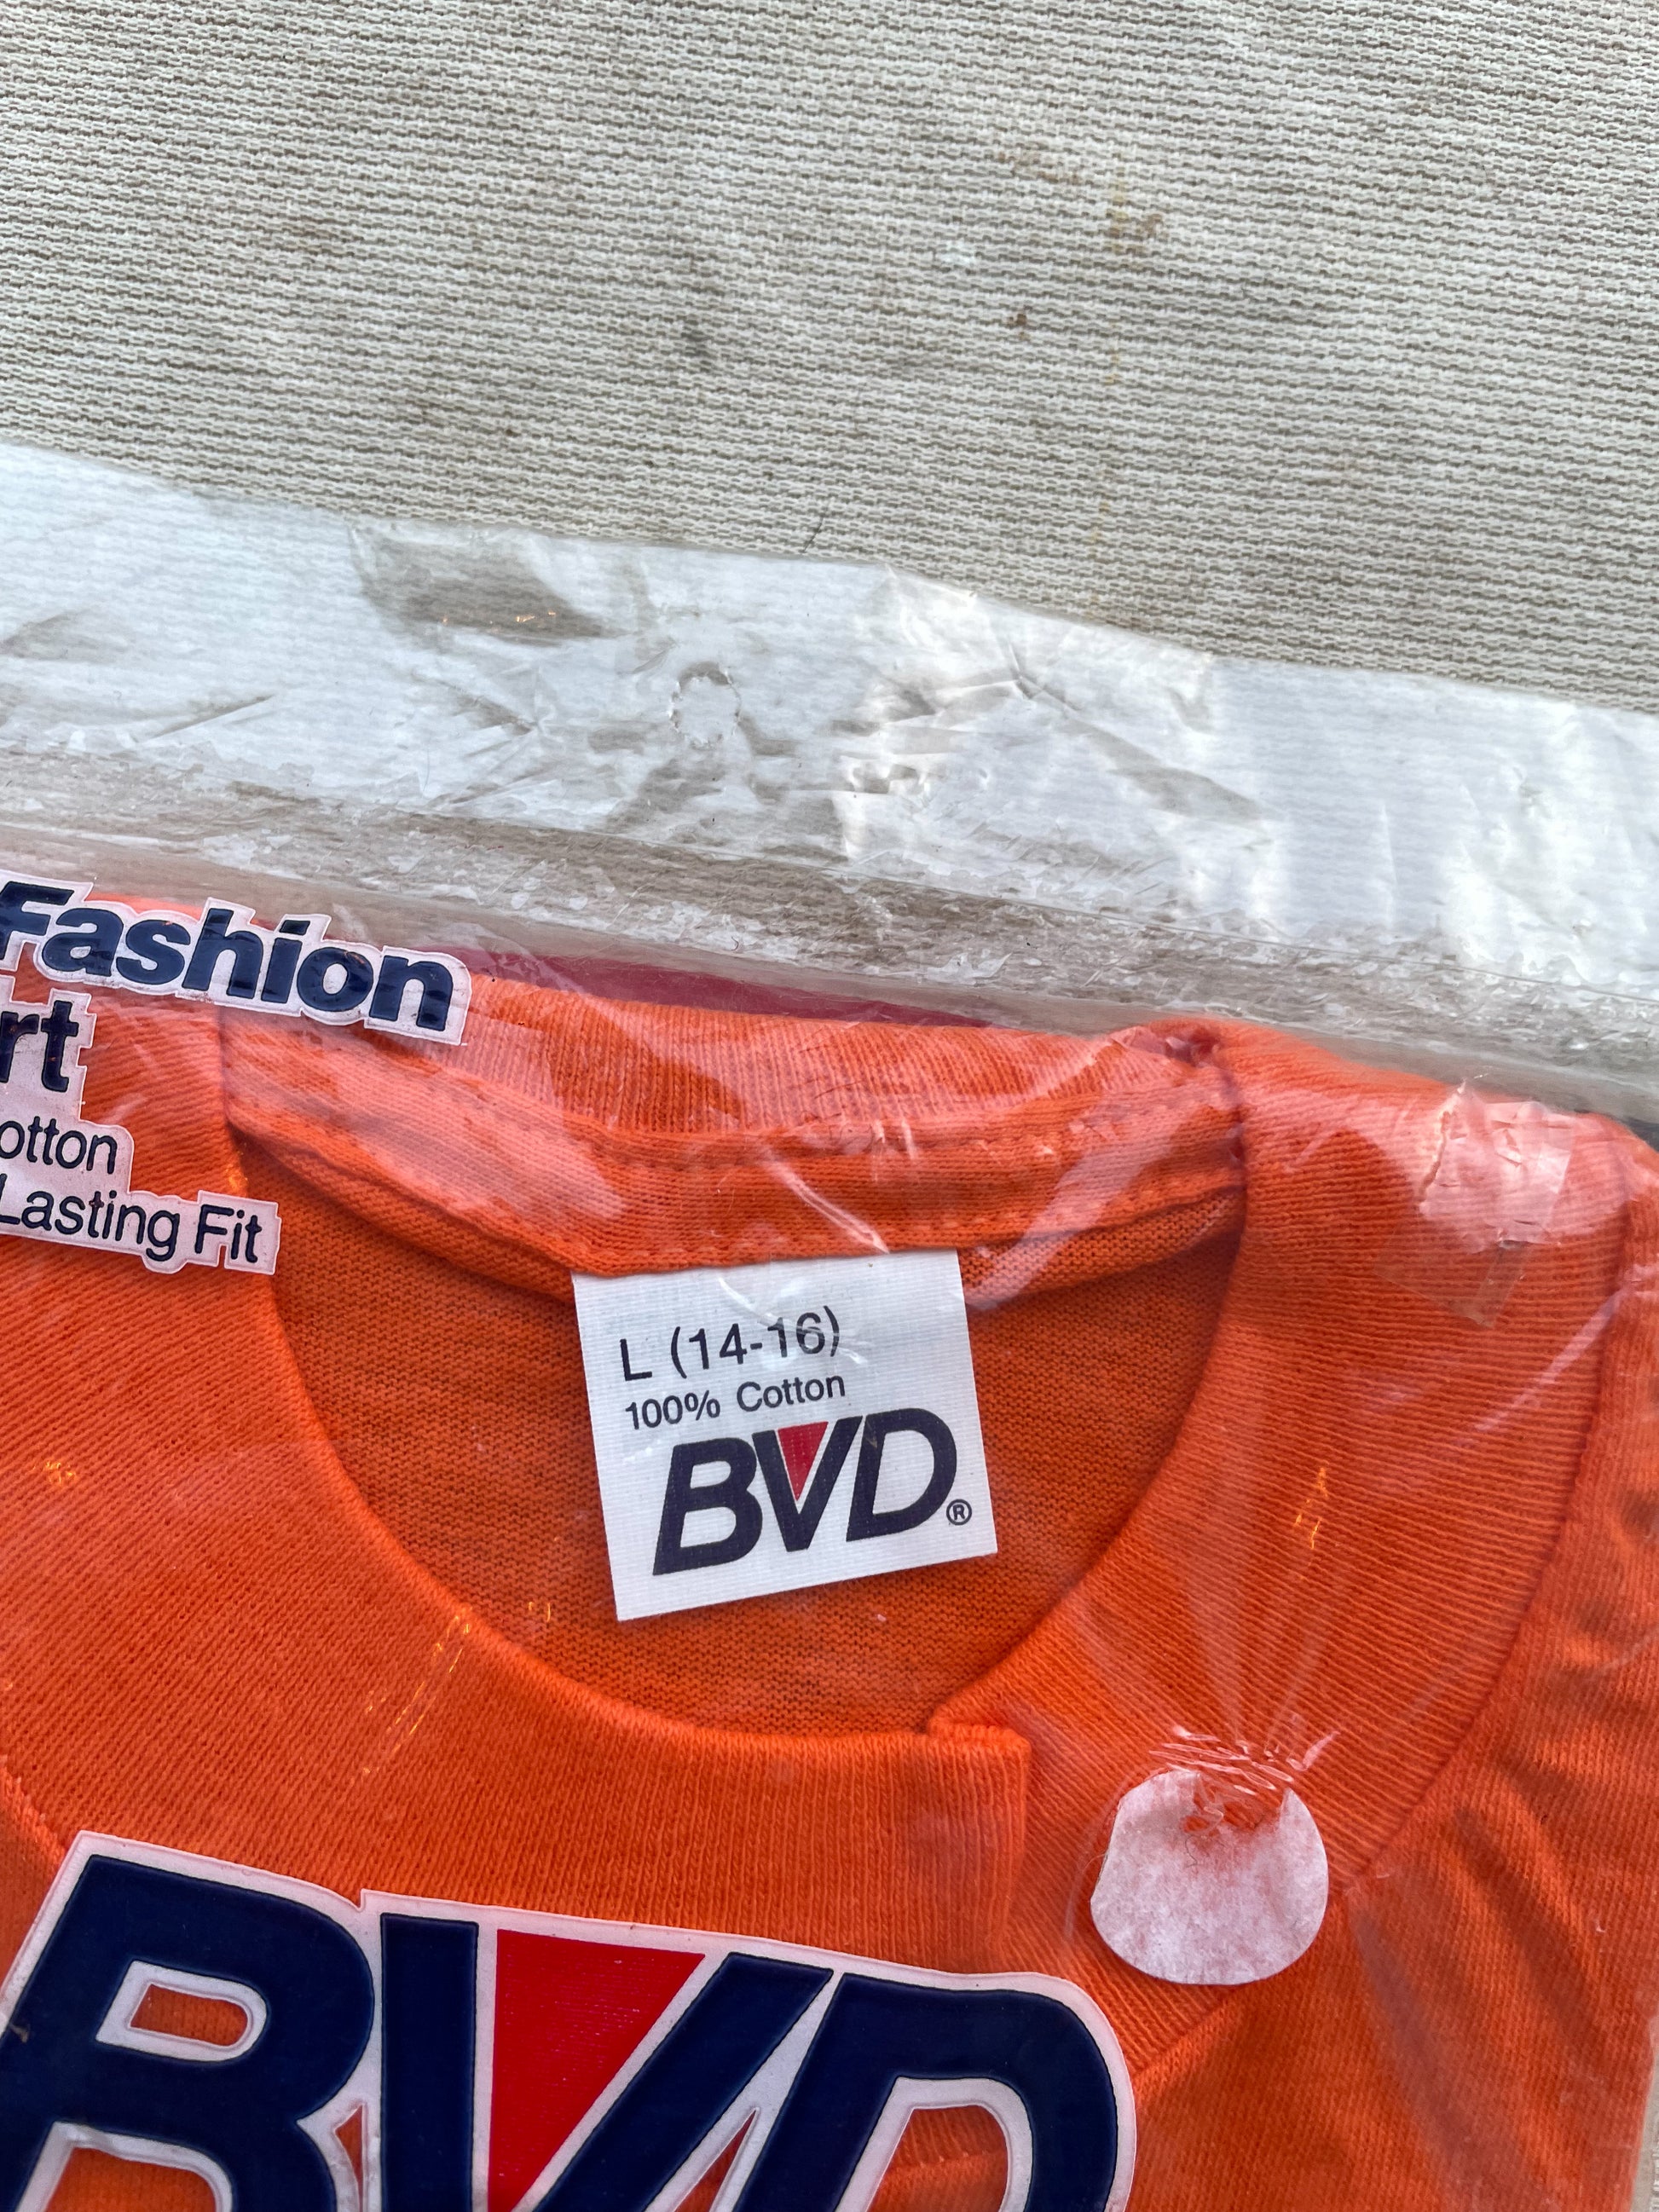 Fashion
rt
otton
Lasting Fit
L (14-16)
100% Cotton
BVD®
BVD